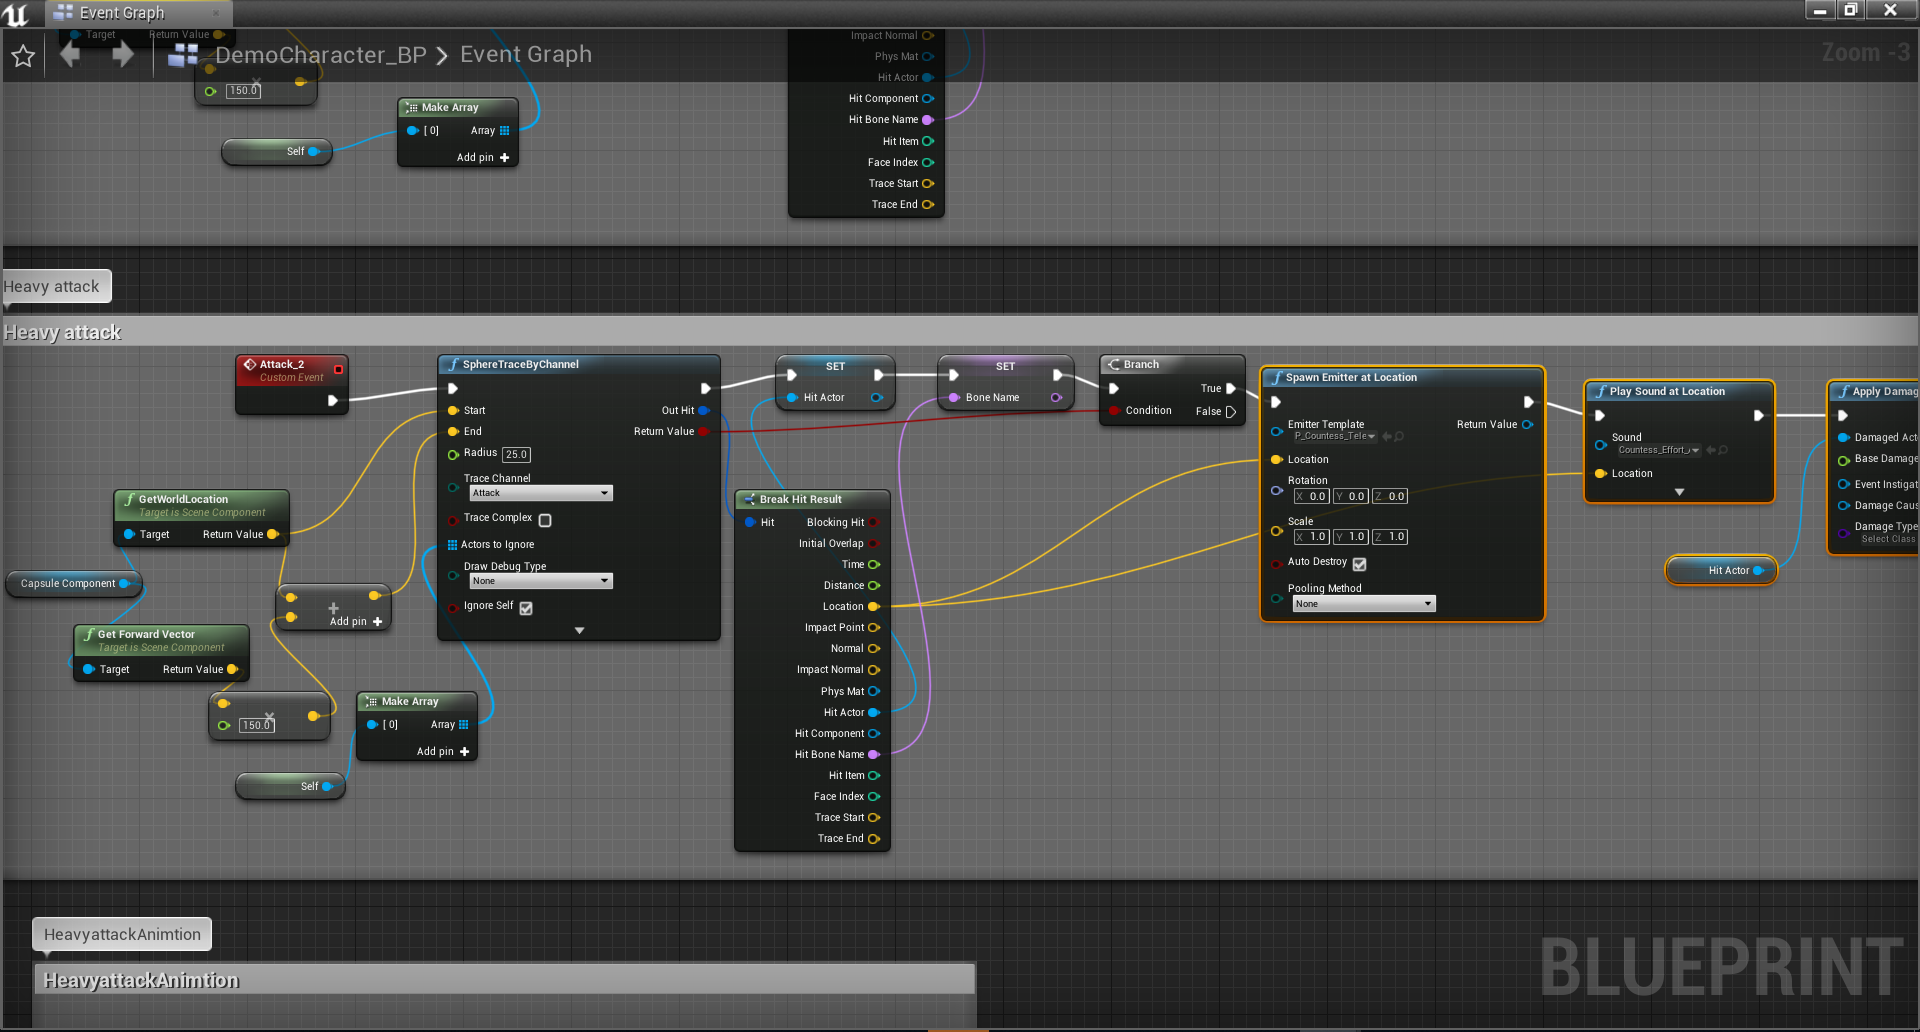 Event Graph
Target Return Value
DemoCharacter_BP > Event Graph
Zoom -3
150.0
Make Array
[ 0] Array
Add pin
Self
Impact Normal
Phys Mat
Hit Actor
Hit Component
Hit Bone Name
Hit Item
Face Index
Trace Start
Trace End
Heavy attack
Heavy attack
Attack_2
Custom Event
SphereTraceByChannel
Start Out Hit
End Return Value
Radius 25.0
Trace Channel
Attack
Trace Complex
Actors to Ignore
Draw Debug Type
None
Ignore Self
SET
Hit Actor
SET
Bone Name
Branch
True
Condition False
Spawn Emitter at Location
Emitter Template Return Value
P_Countess_Tele
Location
Rotation
X 0.0 Y 0.0 Z 0.0
Scale
X 1.0 Y 1.0 Z 1.0
Auto Destroy
Pooling Method
None
Play Sound at Location
Sound
Countess_Effort_
Location
Apply Damag
Damaged Act
Base Damage
Event Instigat
Damage Caus
Damage Type
Select Class
Hit Actor
GetWorldLocation
Target is Scene Component
Target Return Value
Capsule Component
Get Forward Vector
Target is Scene Component
Target Return Value
Add pin
150.0
Make Array
[ 0] Array
Add pin
Self
Break Hit Result
Hit Blocking Hit
Initial Overlap
Time
Distance
Location
Impact Point
Normal
Impact Normal
Phys Mat
Hit Actor
Hit Component
Hit Bone Name
Hit Item
Face Index
Trace Start
Trace End
HeavyattackAnimtion
HeavyattackAnimtion
BLUEPRINT